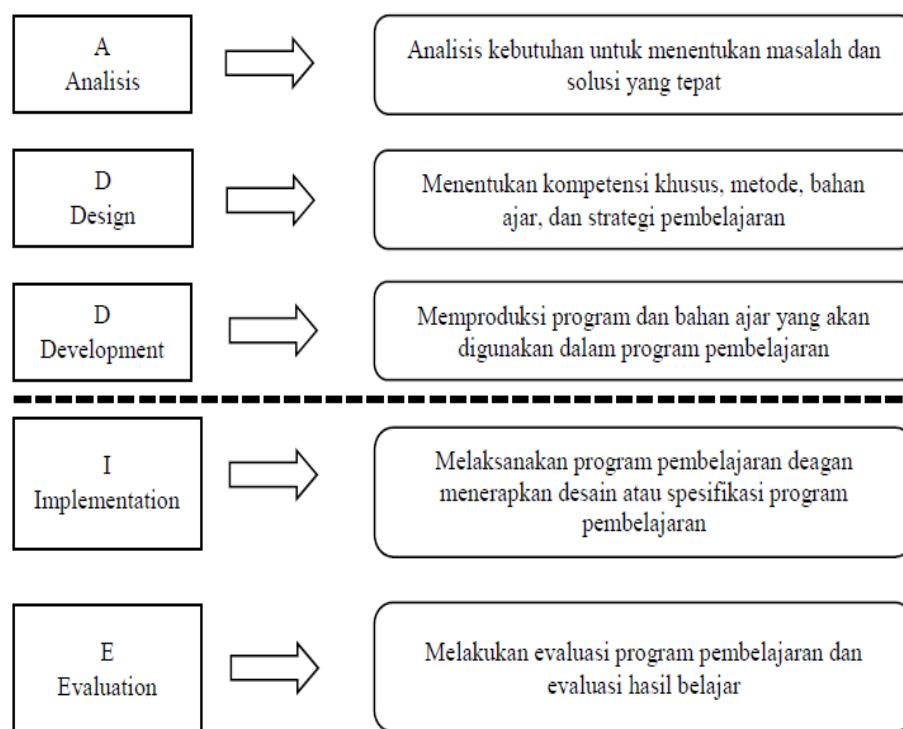 A
Analisis
Analisis kebutuhan untuk menentukan masalah dan
solusi yang tepat
D
Design
Menentukan kompetensi khusus, metode, bahan
ajar, dan strategi pembelajaran
D
Development
Memproduksi program dan bahan ajar yang akan
digunakan dalam program pembelajaran
I
Implementation
Melaksanakan program pembelajaran deagan
menerapkan desain atau spesifikasi program
pembelajaran
E
Evaluation
Melakukan evaluasi program pembelajaran dan
evaluasi hasil belajar